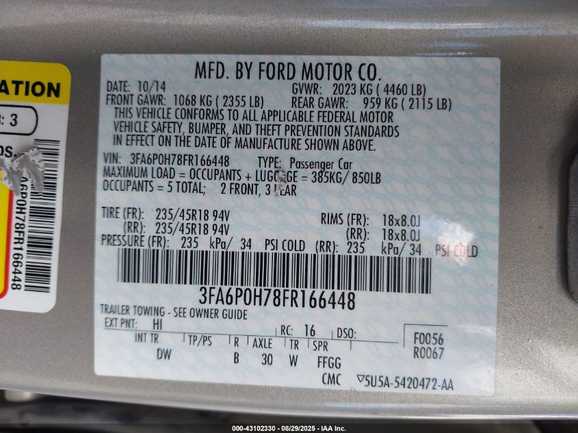 ATION
: 3
DS.
A6P0H78FR166448
MFD. BY FORD MOTOR CO.
DATE: 10/14 GVWR: 2023 KG ( 4460 LB)
FRONT GAWR: 1068 KG ( 2355 LB) REAR GAWR: 959 KG ( 2115 LB)
THIS VEHICLE CONFORMS TO ALL APPLICABLE FEDERAL MOTOR
VEHICLE SAFETY, BUMPER, AND THEFT PREVENTION STANDARDS
IN EFFECT ON THE DATE OF MANUFACTURE SHOWN ABOVE.
VIN: 3FA6P0H78FR166448 TYPE: Passenger Car
MAXIMUM LOAD = OCCUPANTS + LUGGAGE = 385KG/ 850LB
OCCUPANTS = 5 TOTAL; 2 FRONT, 3 REAR
TIRE (FR): 235/45R18 94V RIMS (FR): 18x8.0J
(RR): 235/45R18 94V (RR): 18x8.0J
PRESSURE (FR): 235 kPa/ 34 PSI COLD (RR): 235 kPa/ 34 PSI COLD
3FA6P0H78FR166448
TRAILER TOWING - SEE OWNER GUIDE
EXT PNT: HI RC: 16 DSO: F0056
R0067
INT TR TP/PS R AXLE TR SPR
DW B 30 W FFGG
CMC 5U5A-5420472-AA
000-43102330 - 08/29/2025 - IAA Inc.